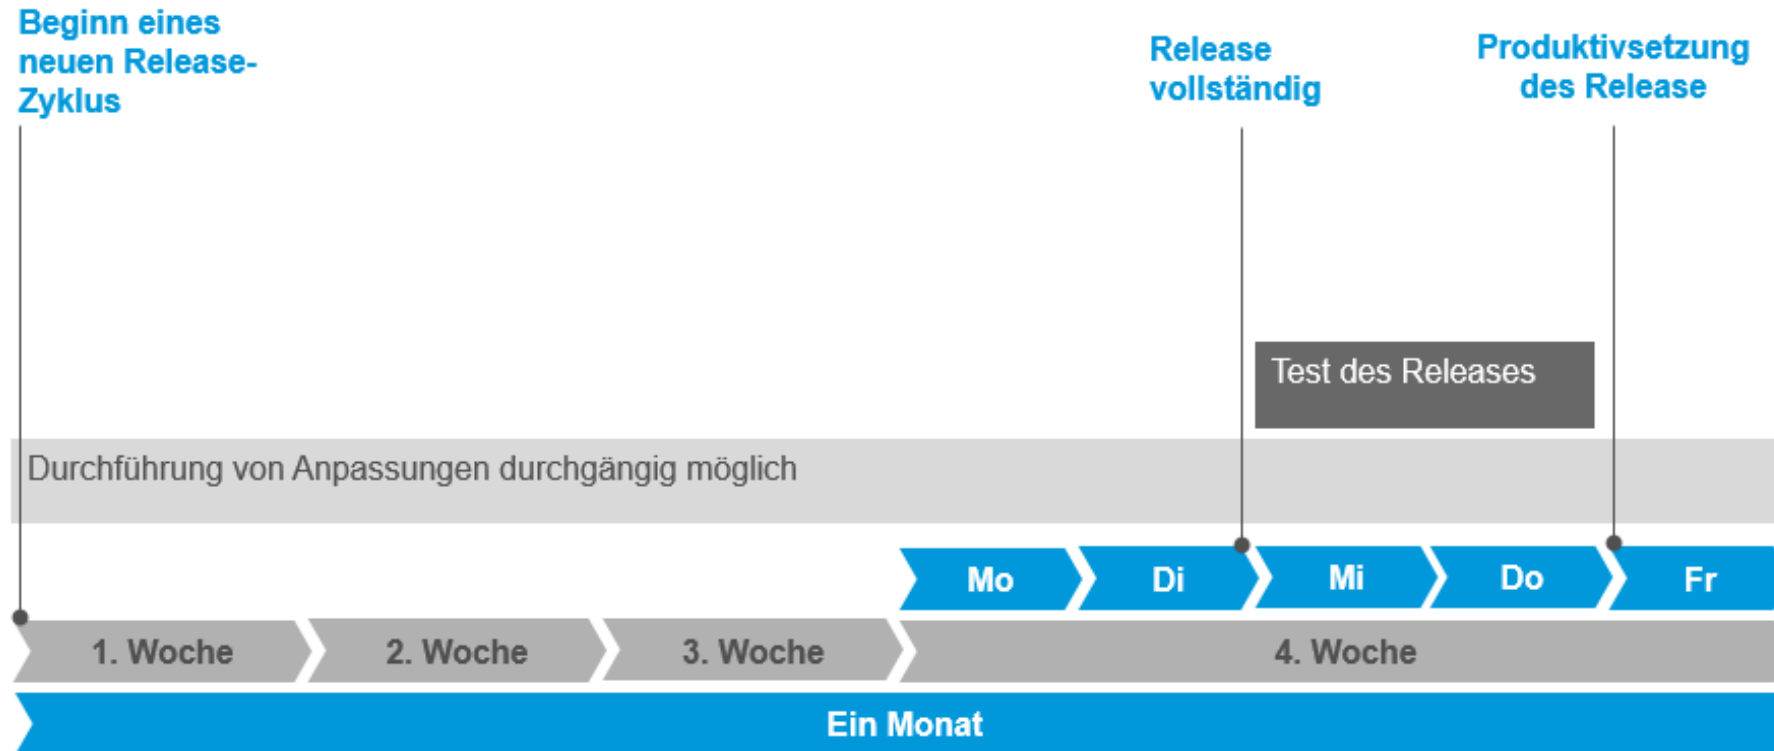 Beginn eines
neuen Release-
Zyklus
Release
vollständig
Produktivsetzung
des Release
Test des Releases
Durchführung von Anpassungen durchgängig möglich
Mo
Di
Mi
Do
Fr
1. Woche
2. Woche
3. Woche
4. Woche
Ein Monat